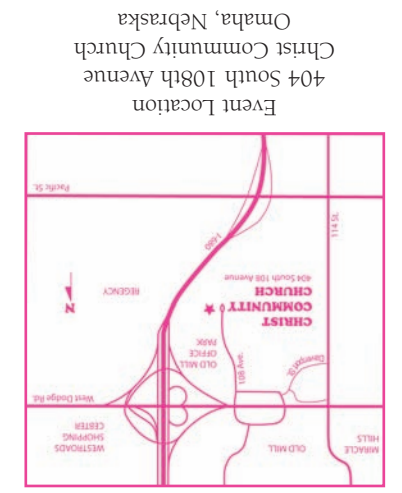 MIRACLE
HILLS
OLD MILL
WESTROADS
SHOPPING
CEBTER
West Dodge Rd.
Davenport St.
108 Ave.
OLD MILL
OFFICE
PARK
CHRIST
COMMUNITY
CHURCH
404 South 108 Avenue
N
REGENCY
I-680
114 St.
Pacific St.
Event Location
404 South 108th Avenue
Christ Community Church
Omaha, Nebraska